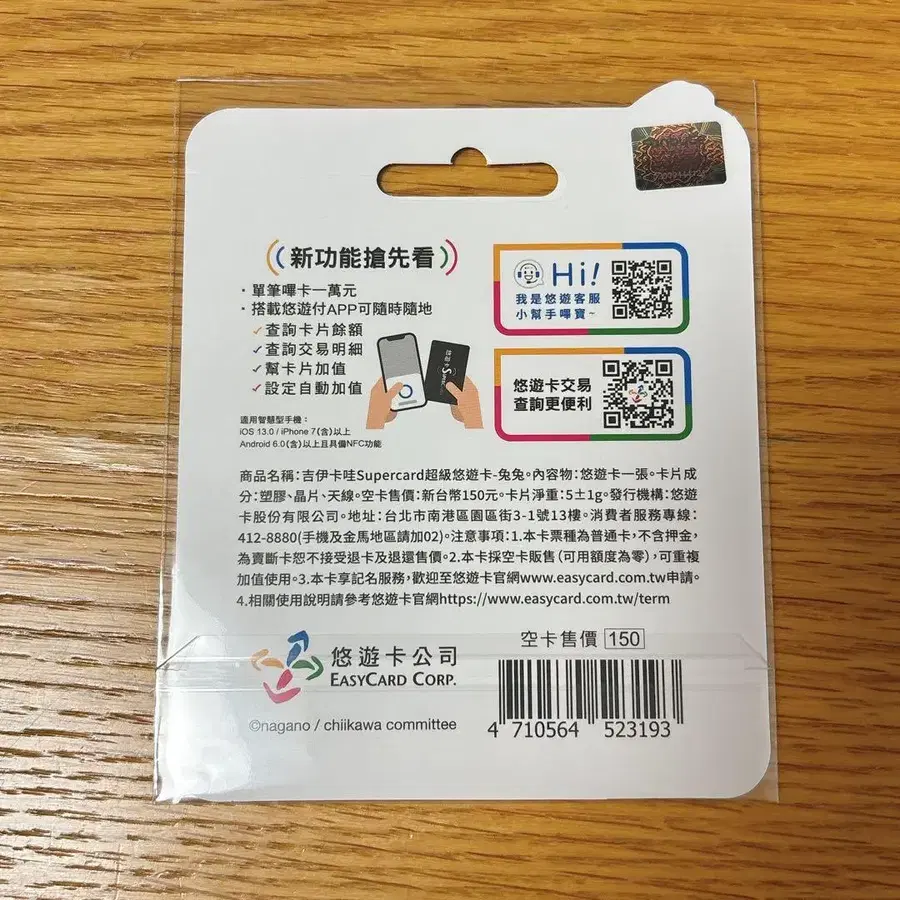 新功能搶先看
・單筆嗶卡一萬元
・搭載悠遊付APP可隨時隨地
✓查詢卡片餘額
✓查詢交易明細
✓幫卡片加值
✓設定自動加值
適用智慧型手機：
iOS 13.0 / iPhone 7(含)以上
Android 6.0(含)以上且具備NFC功能
Hi!
我是悠遊客服
小幫手嗶寶~
悠遊卡交易
查詢更便利
商品名稱：吉伊卡哇Supercard超級悠遊卡-兔兔。內容物：悠遊卡一張。卡片成
分：塑膠、晶片、天線。空卡售價：新台幣150元。卡片淨重：5±1g。發行機構：悠遊
卡股份有限公司。地址：台北市南港區園區街3-1號13樓。消費者服務專線：
412-8880(手機及金馬地區請加02)。注意事項：1.本卡票種為普通卡，不含押金，
為賣斷卡恕不接受退卡及退還售價。2.本卡採空卡販售(可用額度為零)，可重複
加值使用。3.本卡享記名服務，歡迎至悠遊卡官網www.easycard.com.tw申請。
4.相關使用說明請參考悠遊卡官網https://www.easycard.com.tw/term
悠遊卡公司
EASYCARD CORP.
空卡售價 150
©nagano / chiikawa committee
4 710564 523193